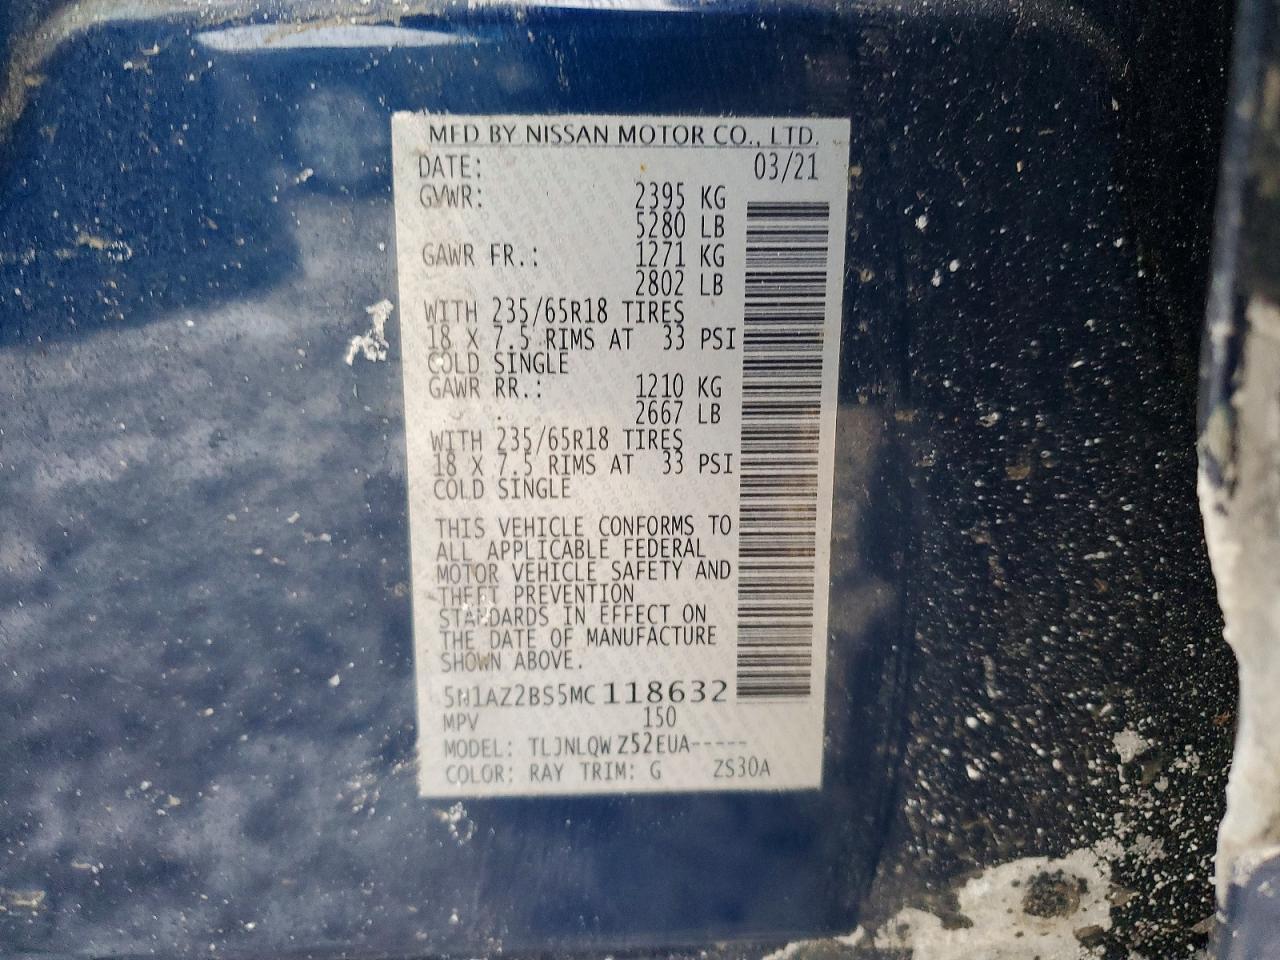 MFD BY NISSAN MOTOR CO., LTD.
DATE: 03/21
GVWR: 2395 KG
5280 LB
GAWR FR.: 1271 KG
2802 LB
WITH 235/65R18 TIRES
18 X 7.5 RIMS AT 33 PSI
COLD SINGLE
GAWR RR.: 1210 KG
2667 LB
WITH 235/65R18 TIRES
18 X 7.5 RIMS AT 33 PSI
COLD SINGLE
THIS VEHICLE CONFORMS TO
ALL APPLICABLE FEDERAL
MOTOR VEHICLE SAFETY AND
THEFT PREVENTION
STANDARDS IN EFFECT ON
THE DATE OF MANUFACTURE
SHOWN ABOVE.
5N1AZ2BS5MC118632
MPV 150
MODEL: TLJNLQW Z52EUA-----
COLOR: RAY TRIM: G ZS30A